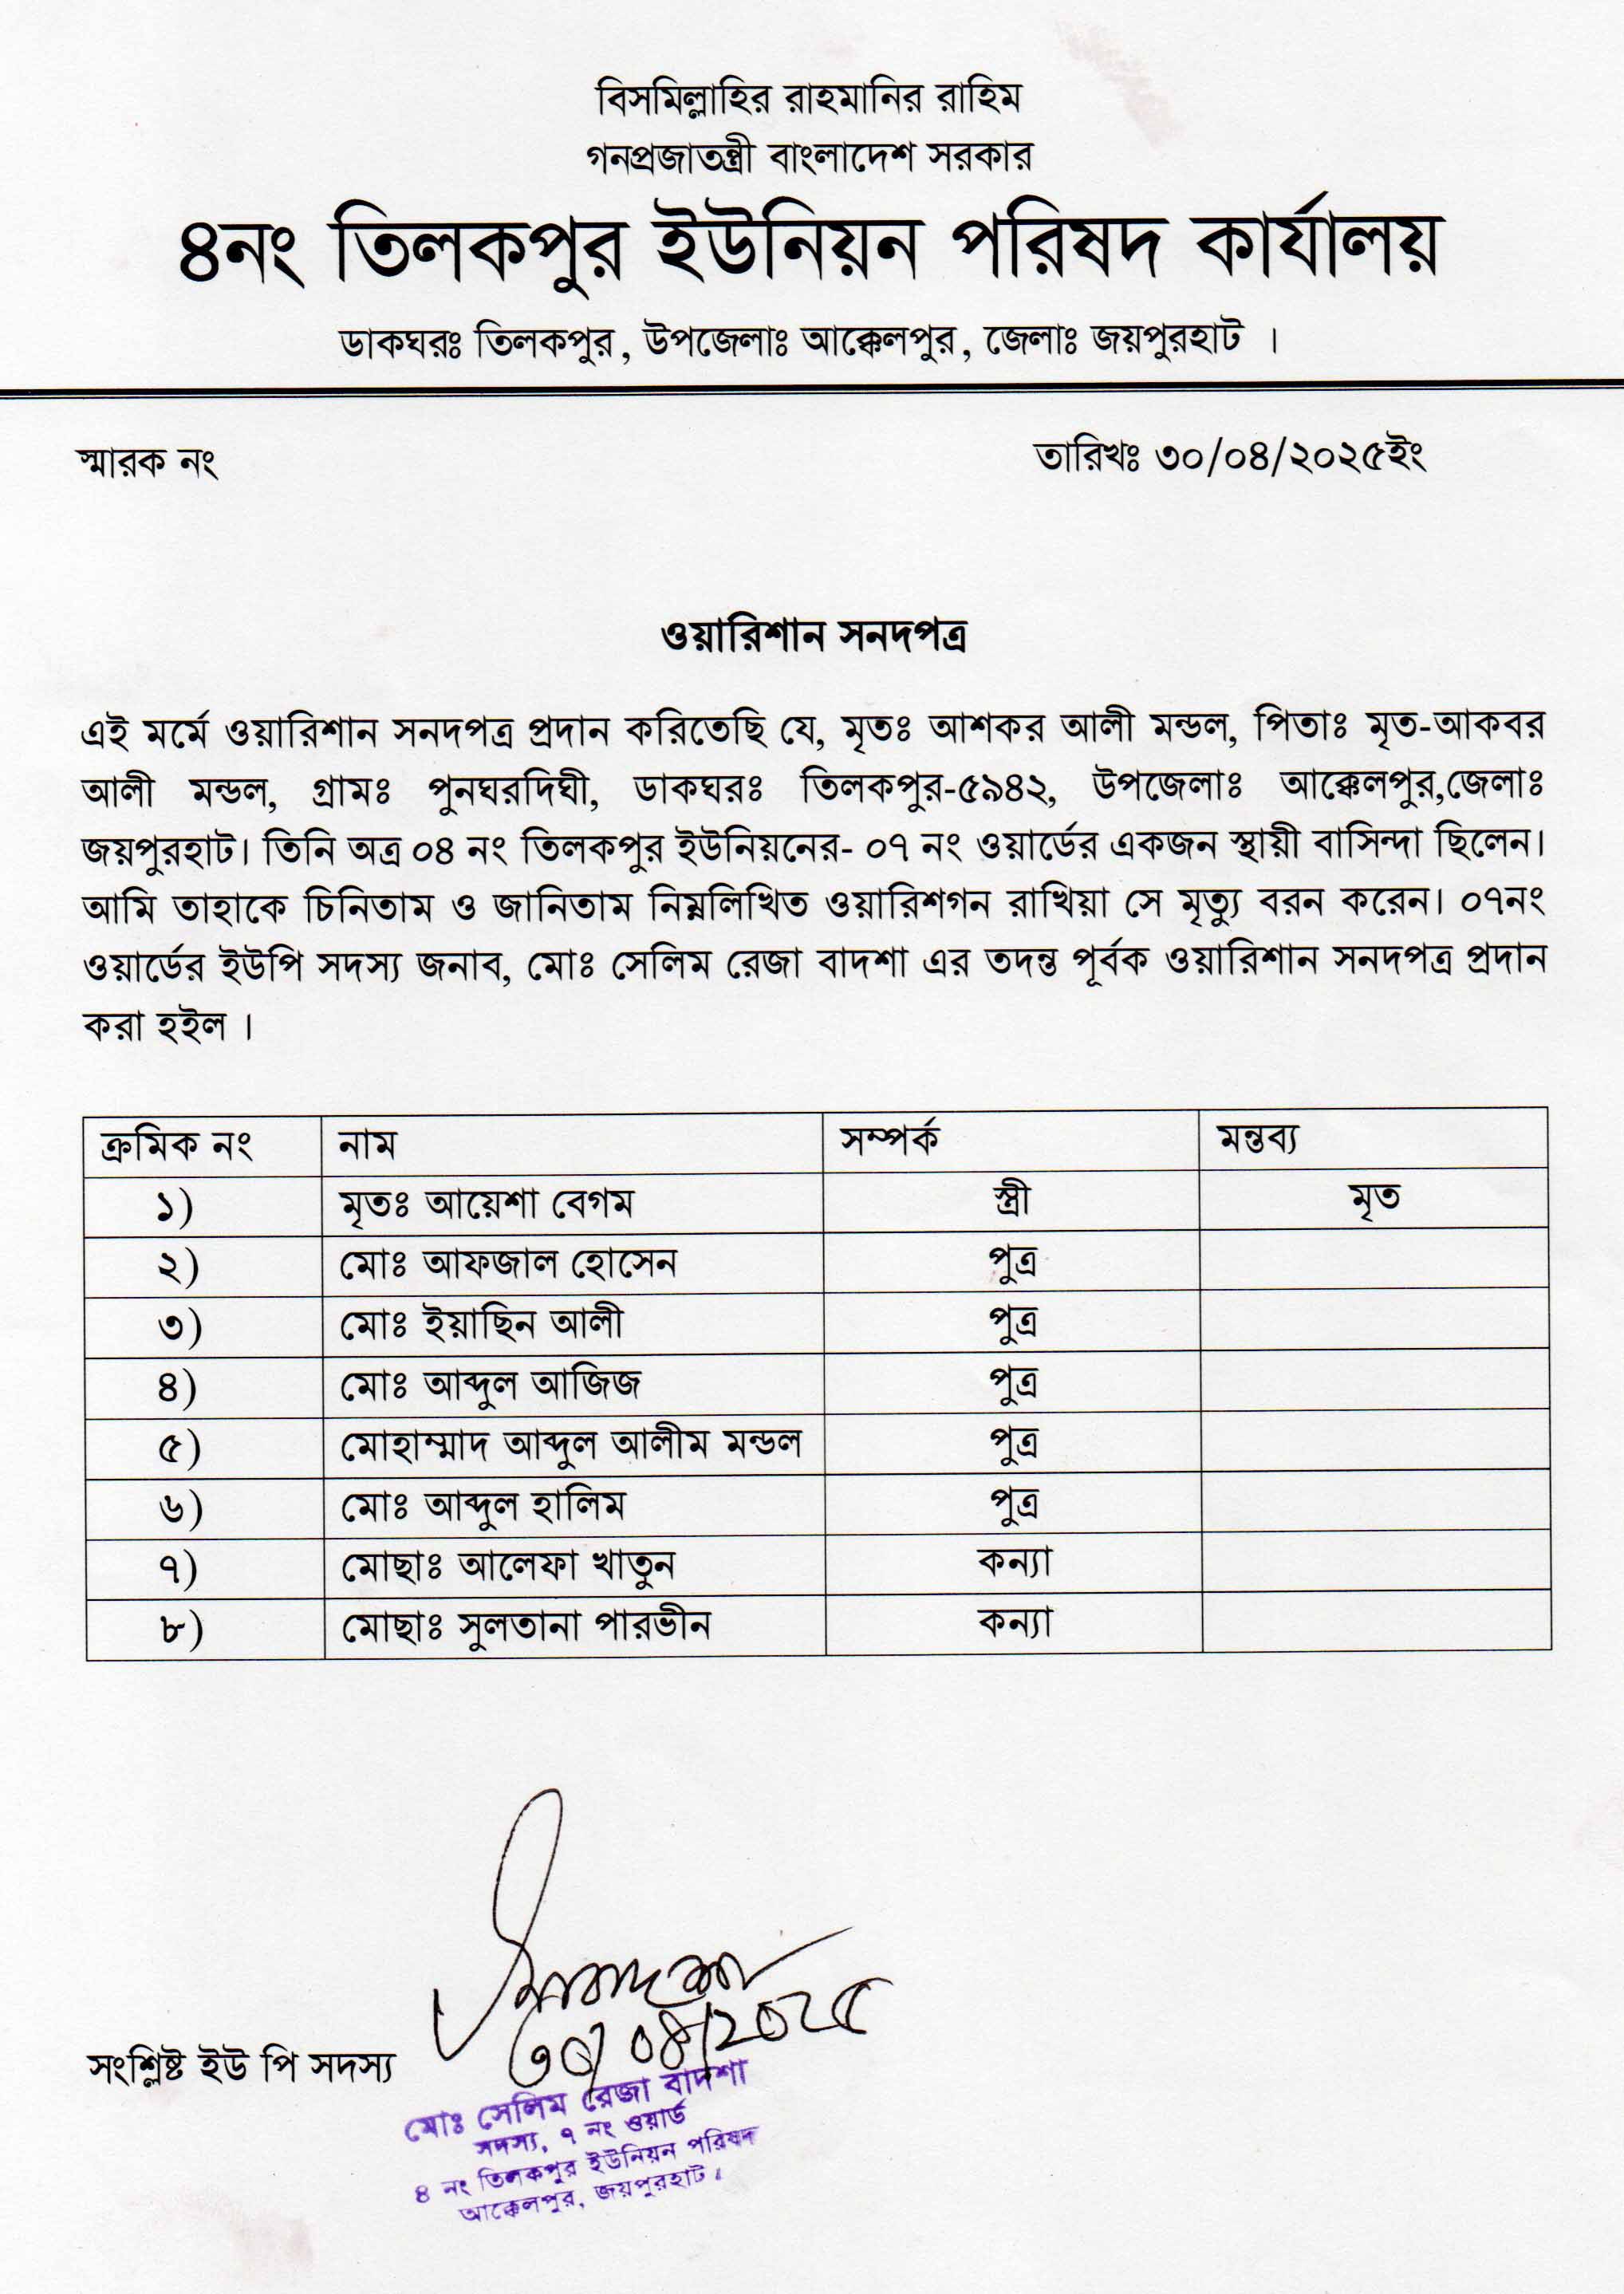 বিসমিল্লাহির রাহমানির রাহিম
গনপ্রজাতন্ত্রী বাংলাদেশ সরকার
৪নং তিলকপুর ইউনিয়ন পরিষদ কার্যালয়
ডাকঘরঃ তিলকপুর, উপজেলাঃ আক্কেলপুর, জেলাঃ জয়পুরহাট ।
স্মারক নং তারিখঃ ৩০/০৪/২০২৫ইং
ওয়ারিশান সনদপত্র
এই মর্মে ওয়ারিশান সনদপত্র প্রদান করিতেছি যে, মৃতঃ আশকর আলী মন্ডল, পিতাঃ মৃত-আকবর
আলী মন্ডল, গ্রামঃ পুনঘরদিঘী, ডাকঘরঃ তিলকপুর-৫৯৪২, উপজেলাঃ আক্কেলপুর,জেলাঃ
জয়পুরহাট। তিনি অত্র ০৪ নং তিলকপুর ইউনিয়নের- ০৭ নং ওয়ার্ডের একজন স্থায়ী বাসিন্দা ছিলেন।
আমি তাহাকে চিনিতাম ও জানিতাম নিম্নলিখিত ওয়ারিশগন রাখিয়া সে মৃত্যু বরন করেন। ০৭নং
ওয়ার্ডের ইউপি সদস্য জনাব, মোঃ সেলিম রেজা বাদশা এর তদন্ত পূর্বক ওয়ারিশান সনদপত্র প্রদান
করা হইল ।
ক্রমিক নং নাম সম্পর্ক মন্তব্য
১) মৃতঃ আয়েশা বেগম স্ত্রী মৃত
২) মোঃ আফজাল হোসেন পুত্র
৩) মোঃ ইয়াছিন আলী পুত্র
৪) মোঃ আব্দুল আজিজ পুত্র
৫) মোহাম্মাদ আব্দুল আলীম মন্ডল পুত্র
৬) মোঃ আব্দুল হালিম পুত্র
৭) মোছাঃ আলেফা খাতুন কন্যা
৮) মোছাঃ সুলতানা পারভীন কন্যা
৩০/০৪/২০২৫
সংশ্লিষ্ট ইউ পি সদস্য
মোঃ সেলিম রেজা বাদশা
সদস্য, ৭ নং ওয়ার্ড
৪ নং তিলকপুর ইউনিয়ন পরিষদ
আক্কেলপুর, জয়পুরহাট।